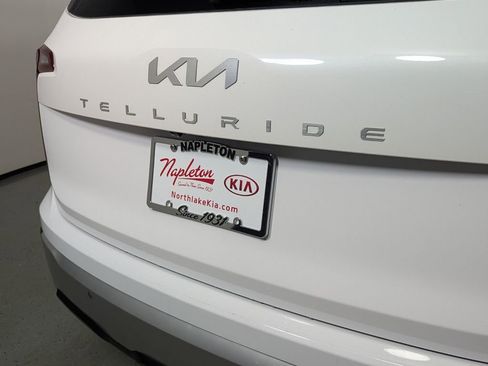 KIA
TELLURIDE
NAPLETON
Napleton
KIA
NorthlakeKia.com
Since 1931